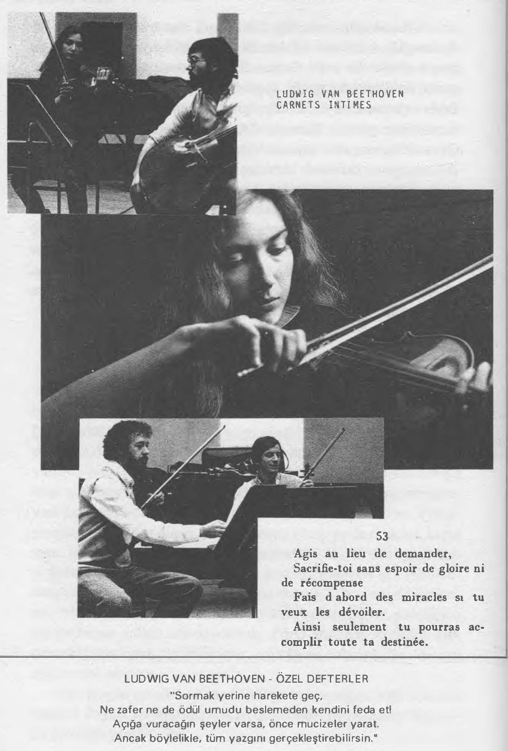 LUDWIG VAN BEETHOVEN
CARNETS INTIMES
53
Agis au lieu de demander,
Sacrifie-toi sans espoir de gloire ni
de récompense
Fais d abord des miracles si tu
veux les dévoiler.
Ainsi seulement tu pourras ac-
complir toute ta destinée.
LUDWIG VAN BEETHOVEN - ÖZEL DEFTERLER
"Sormak yerine harekete geç,
Ne zafer ne de ödül umudu beslemeden kendini feda et!
Açığa vuracağın şeyler varsa, önce mucizeler yarat.
Ancak böylelikle, tüm yazgını gerçekleştirebilirsin."